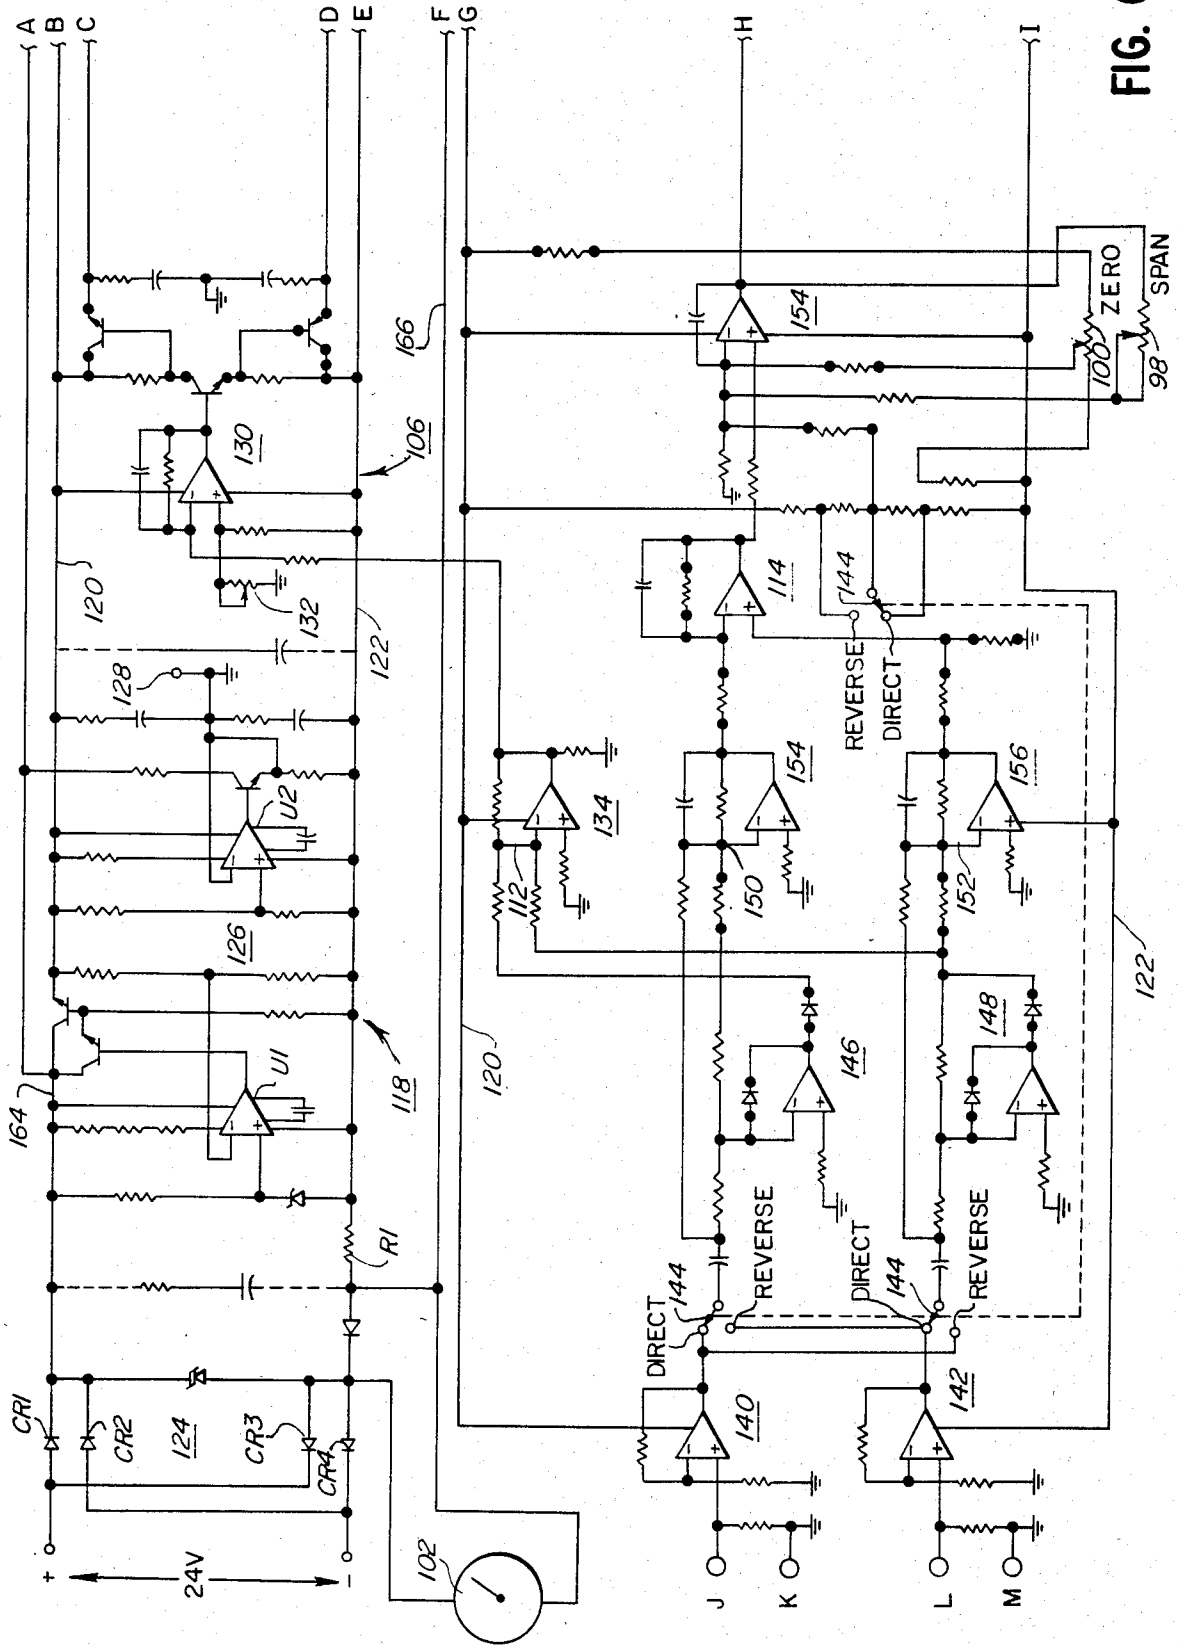 +
24V
-
CR1
CR2
124
CR3
CR4
102
164
U1
118
R1
126
U2
128
120
122
132
130
106
A
B
C
D
E
F
G
166
120
112
134
J
K
140
DIRECT
144
REVERSE
146
150
154
114
REVERSE
DIRECT
144
154
H
L
M
142
DIRECT
144
REVERSE
148
152
156
122
I
100
ZERO
98
SPAN
FIG.